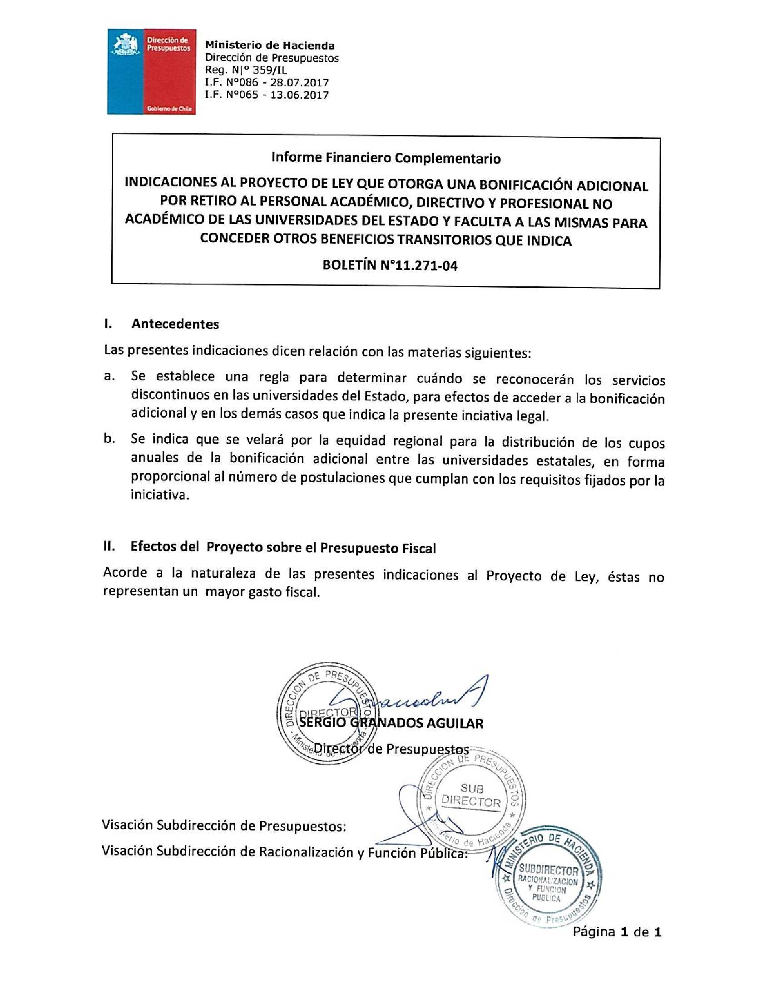 Dirección de
Presupuestos
Gobierno de Chile
Ministerio de Hacienda
Dirección de Presupuestos
Reg. N|° 359/IL
I.F. N°086 - 28.07.2017
I.F. N°065 - 13.06.2017
Informe Financiero Complementario
INDICACIONES AL PROYECTO DE LEY QUE OTORGA UNA BONIFICACIÓN ADICIONAL
POR RETIRO AL PERSONAL ACADÉMICO, DIRECTIVO Y PROFESIONAL NO
ACADÉMICO DE LAS UNIVERSIDADES DEL ESTADO Y FACULTA A LAS MISMAS PARA
CONCEDER OTROS BENEFICIOS TRANSITORIOS QUE INDICA
BOLETÍN N°11.271-04
I. Antecedentes
Las presentes indicaciones dicen relación con las materias siguientes:
a. Se establece una regla para determinar cuándo se reconocerán los servicios
discontinuos en las universidades del Estado, para efectos de acceder a la bonificación
adicional y en los demás casos que indica la presente inciativa legal.
b. Se indica que se velará por la equidad regional para la distribución de los cupos
anuales de la bonificación adicional entre las universidades estatales, en forma
proporcional al número de postulaciones que cumplan con los requisitos fijados por la
iniciativa.
II. Efectos del Proyecto sobre el Presupuesto Fiscal
Acorde a la naturaleza de las presentes indicaciones al Proyecto de Ley, éstas no
representan un mayor gasto fiscal.
DIRECCION DE PRESUPUESTOS
DIRECTOR
- Ministerio de Hacienda -
SERGIO GRANADOS AGUILAR
Director de Presupuestos
DIRECCION DE PRESUPUESTOS
SUB
DIRECTOR
Ministerio de Hacienda
Visación Subdirección de Presupuestos:
Visación Subdirección de Racionalización y Función Pública:
MINISTERIO DE HACIENDA
SUBDIRECTOR
RACIONALIZACION
Y FUNCION
PUBLICA
Dirección de Presupuestos
Página 1 de 1